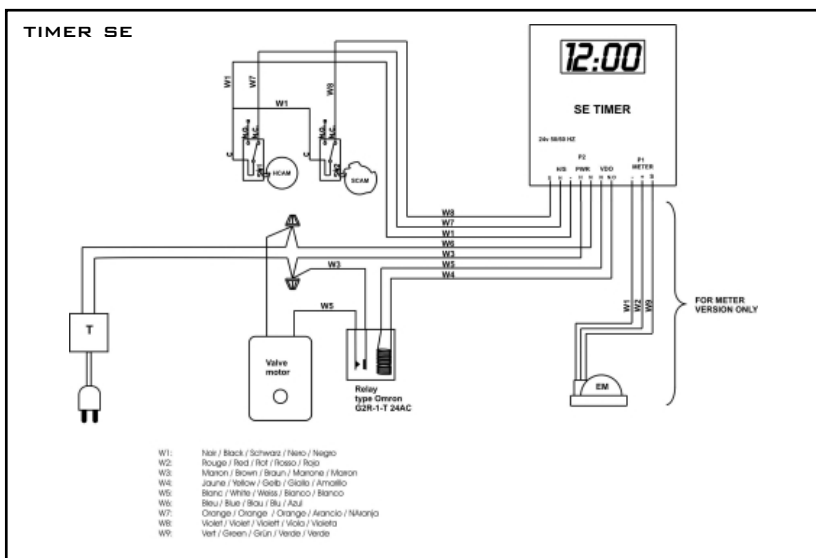 TIMER SE
12:00
SE TIMER
24v 50/60 HZ
P2
P1
H/S PWR VDO
METER
W1
W7
W8
W1
N.O.
N.C.
N.O.
N.C.
C
C
SW1
SW2
HCAM
SCAM
W8
W7
W1
W6
W3
W5
W4
W3
W5
W1
W2
W9
FOR METER
VERSION ONLY
T
Valve
motor
Relay
type Omron
G2R-1-T 24AC
EM
W1: Noir / Black / Schwarz / Nero / Negro
W2: Rouge / Red / Rot / Rosso / Rojo
W3: Marron / Brown / Braun / Marrone / Marron
W4: Jaune / Yellow / Gelb / Giallo / Amarillo
W5: Blanc / White / Weiss / Bianco / Blanco
W6: Bleu / Blue / Blau / Blu / Azul
W7: Orange / Orange / Orange / Arancio / NAranja
W8: Violet / Violet / Violett / Viola / Violeta
W9: Vert / Green / Grün / Verde / Verde